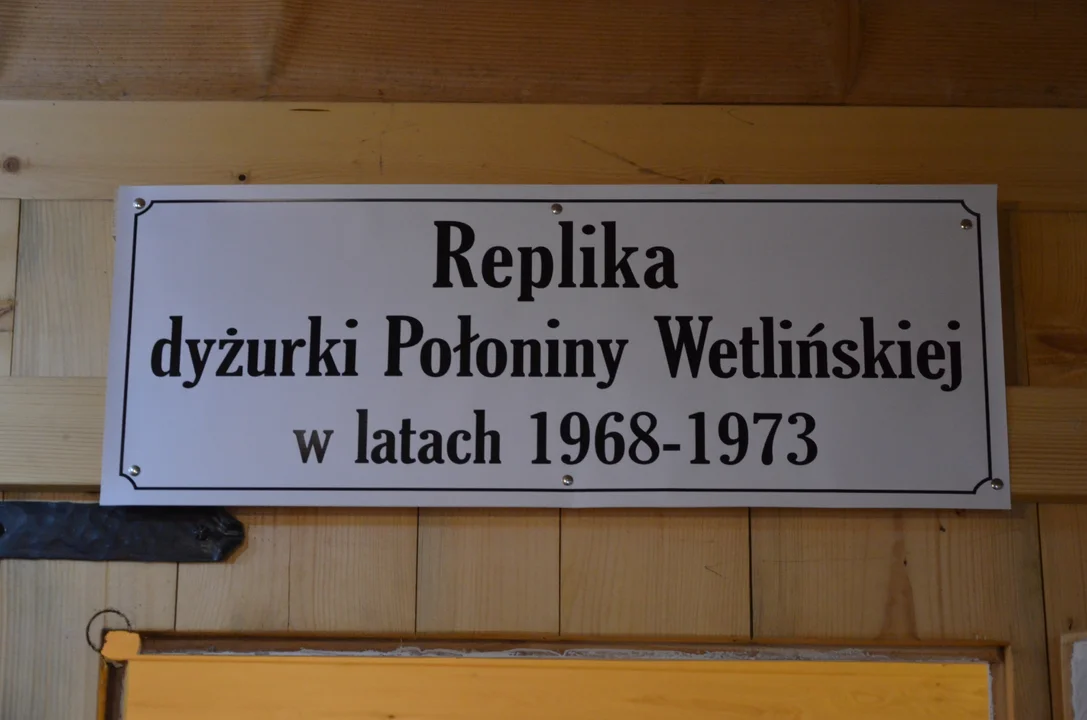 Replika
dyżurki Połoniny Wetlińskiej
w latach 1968-1973